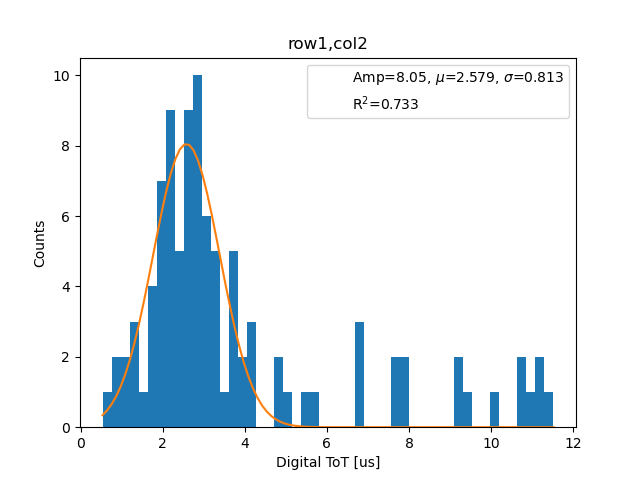 row1,col2
Amp=8.05, μ=2.579, σ=0.813
R²=0.733
10
8
6
4
2
0
Counts
0 2 4 6 8 10 12
Digital ToT [us]